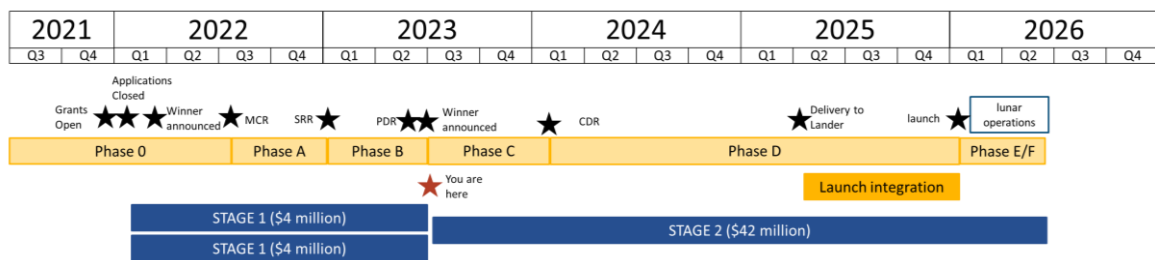 2021 2022 2023 2024 2025 2026
Q3 Q4 Q1 Q2 Q3 Q4 Q1 Q2 Q3 Q4 Q1 Q2 Q3 Q4 Q1 Q2 Q3 Q4 Q1 Q2 Q3 Q4
Applications
Closed
Grants
Open
Winner
announced
MCR
SRR
PDR
Winner
announced
CDR
Delivery to
Lander
launch
lunar
operations
Phase 0
Phase A
Phase B
Phase C
Phase D
Phase E/F
You are
here
Launch integration
STAGE 1 ($4 million)
STAGE 2 ($42 million)
STAGE 1 ($4 million)